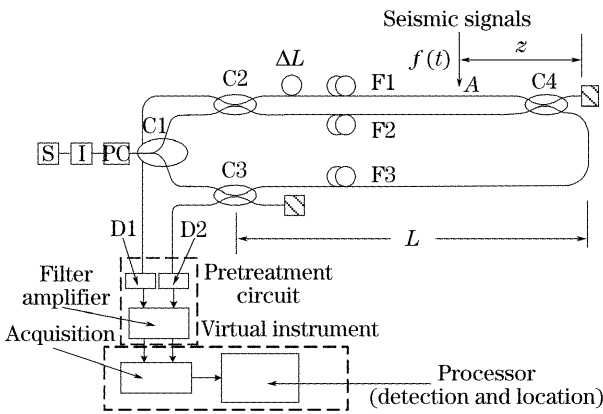 Seismic signals
ΔL
f(t)
z
C2
F1
A
C4
C1
S
I
PC
F2
C3
F3
D1
D2
L
Filter
amplifier
Pretreatment
circuit
Acquisition
Virtual instrument
Processor
(detection and location)